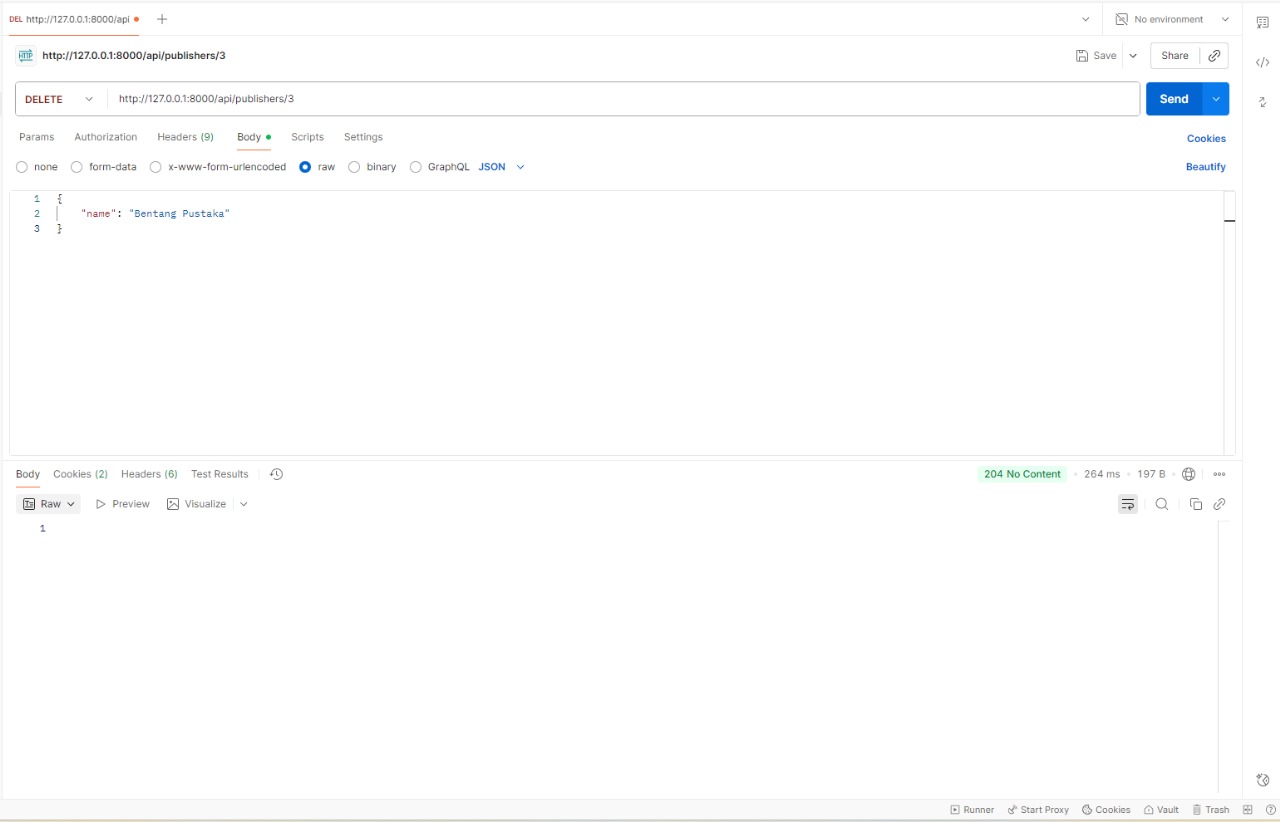 DEL http://127.0.0.1:8000/api
No environment
http://127.0.0.1:8000/api/publishers/3
Save
Share
DELETE
http://127.0.0.1:8000/api/publishers/3
Send
Params Authorization Headers (9) Body Scripts Settings
Cookies
none form-data x-www-form-urlencoded raw binary GraphQL JSON
Beautify
1 {
2 "name": "Bentang Pustaka"
3 }
Body Cookies (2) Headers (6) Test Results
204 No Content • 264 ms • 197 B
Raw Preview Visualize
1
Runner Start Proxy Cookies Vault Trash